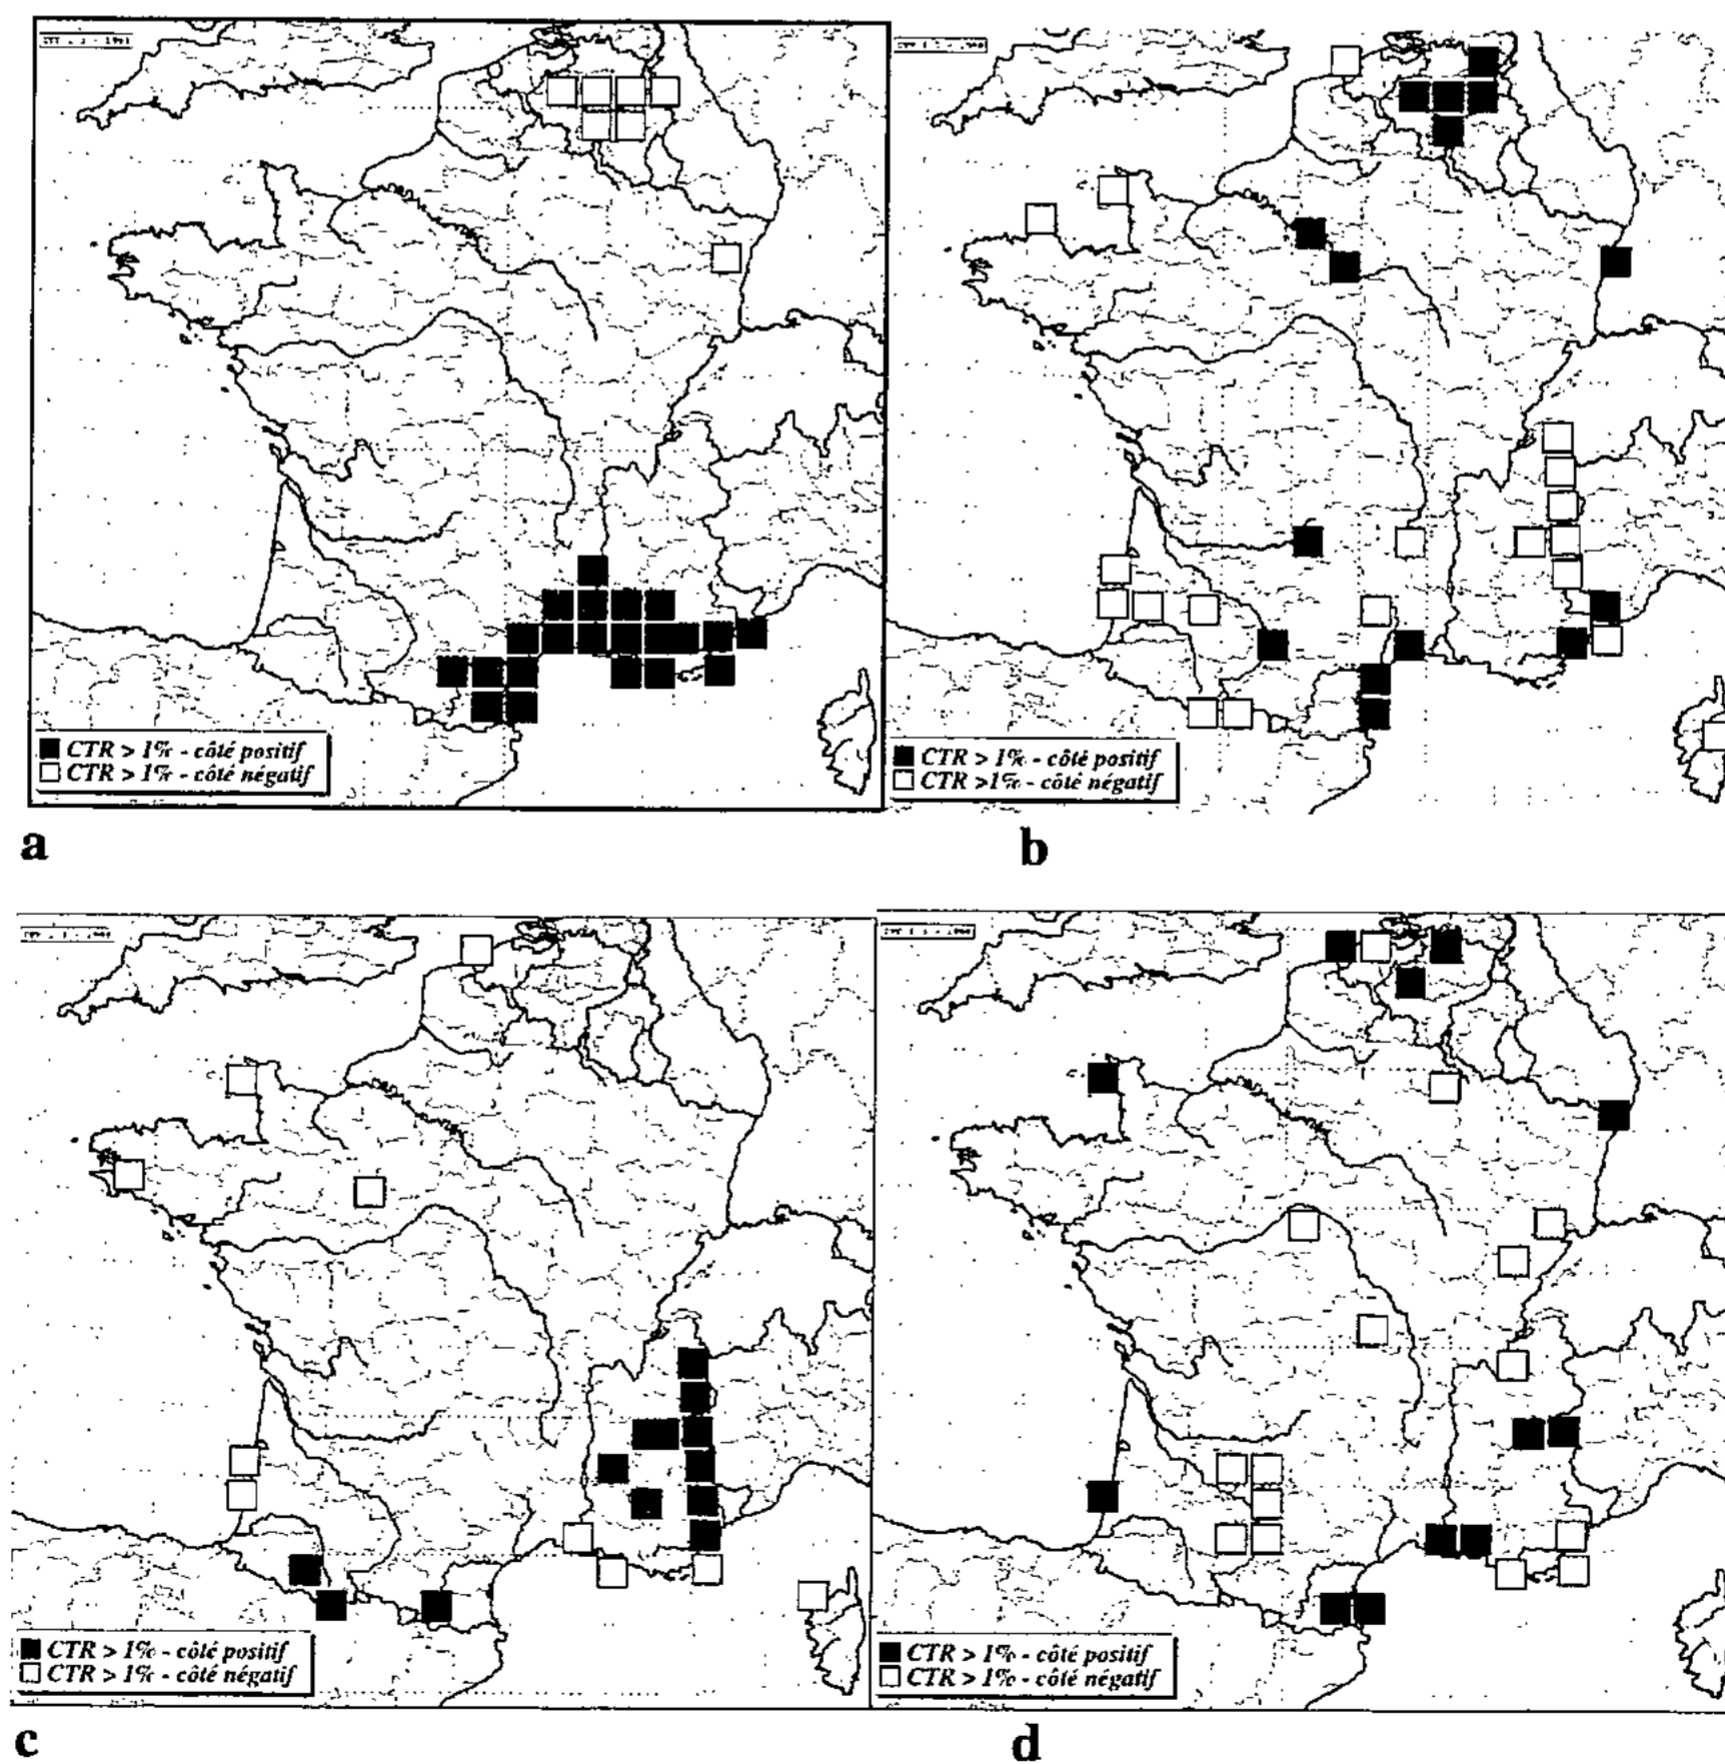 CTR > 1% - côté positif
CTR > 1% - côté négatif
a
CTR > 1% - côté positif
CTR >1% - côté négatif
b
CTR > 1% - côté positif
CTR > 1% - côté négatif
c
CTR > 1% - côté positif
CTR > 1% - côté négatif
d